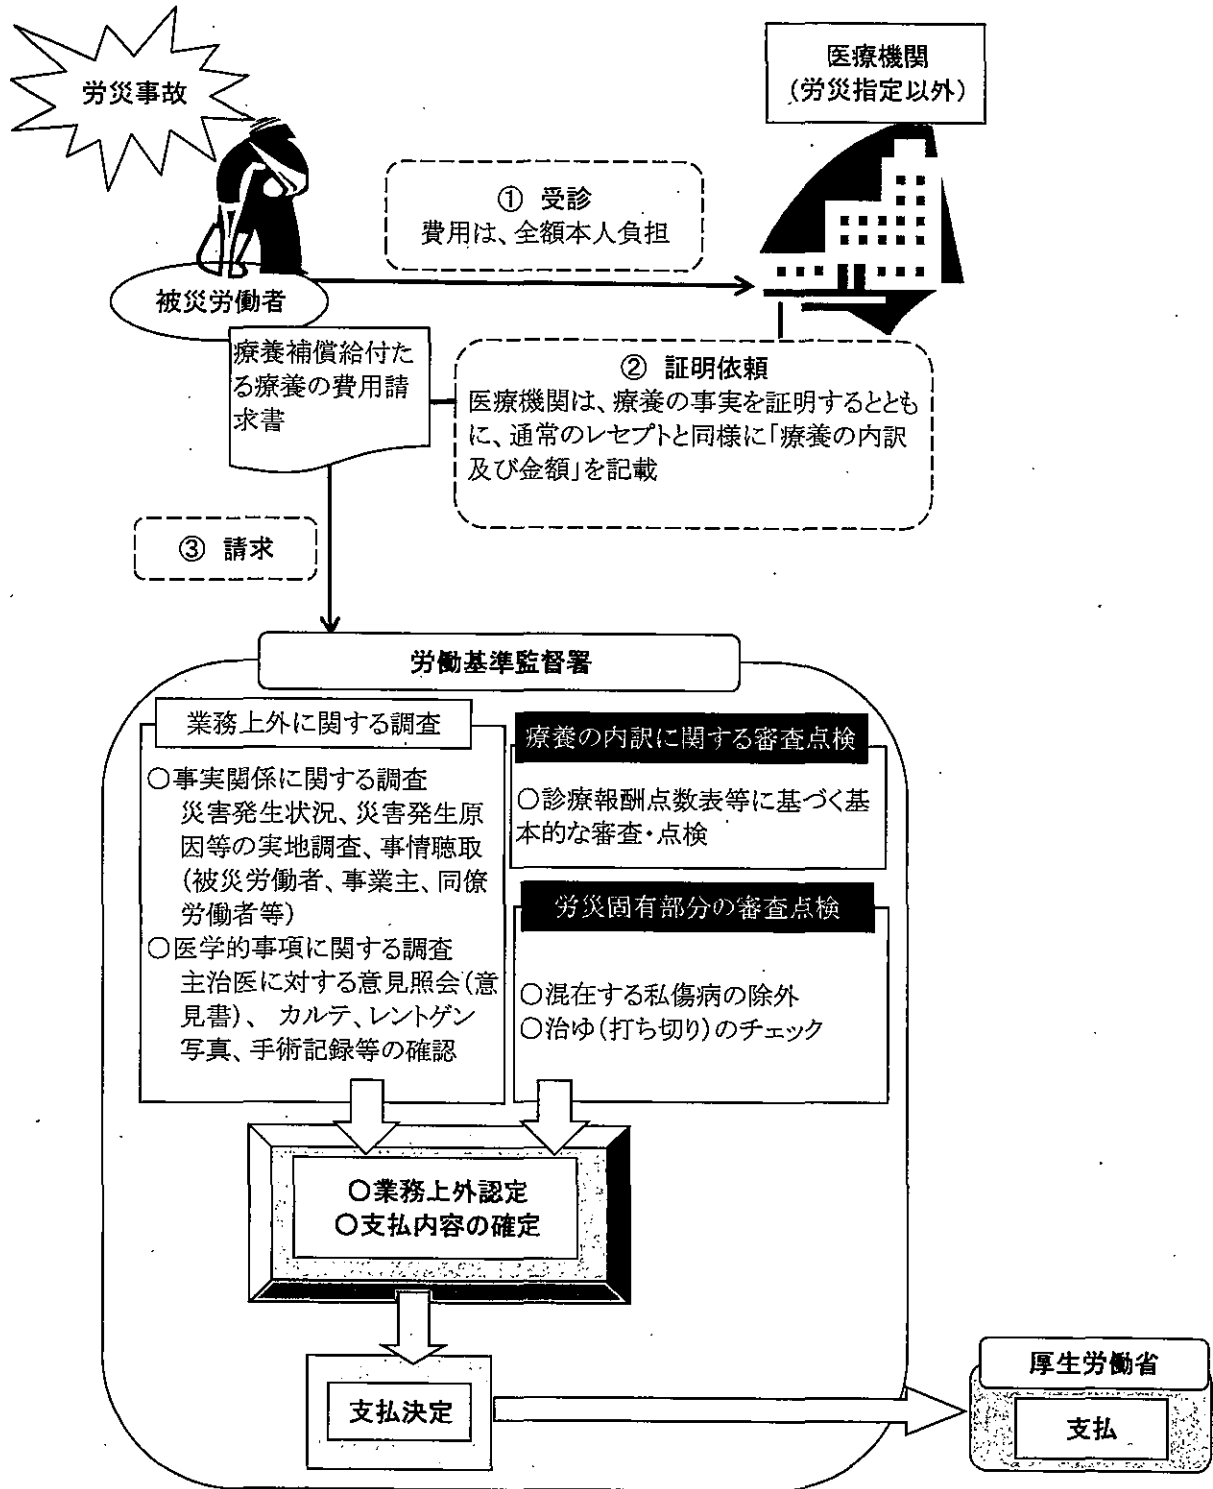 労災事故
医療機関
(労災指定以外)
① 受診
費用は、全額本人負担
被災労働者
療養補償給付た
る療養の費用請
求書
② 証明依頼
医療機関は、療養の事実を証明するととも
に、通常のレセプトと同様に「療養の内訳
及び金額」を記載
③ 請求
労働基準監督署
業務上外に関する調査
○事実関係に関する調査
災害発生状況、災害発生原
因等の実地調査、事情聴取
(被災労働者、事業主、同僚
労働者等)
○医学的事項に関する調査
主治医に対する意見照会(意
見書)、 カルテ、レントゲン
写真、手術記録等の確認
療養の内訳に関する審査点検
○診療報酬点数表等に基づく基
本的な審査・点検
労災固有部分の審査点検
○混在する私傷病の除外
○治ゆ(打ち切り)のチェック
○業務上外認定
○支払内容の確定
支払決定
厚生労働省
支払